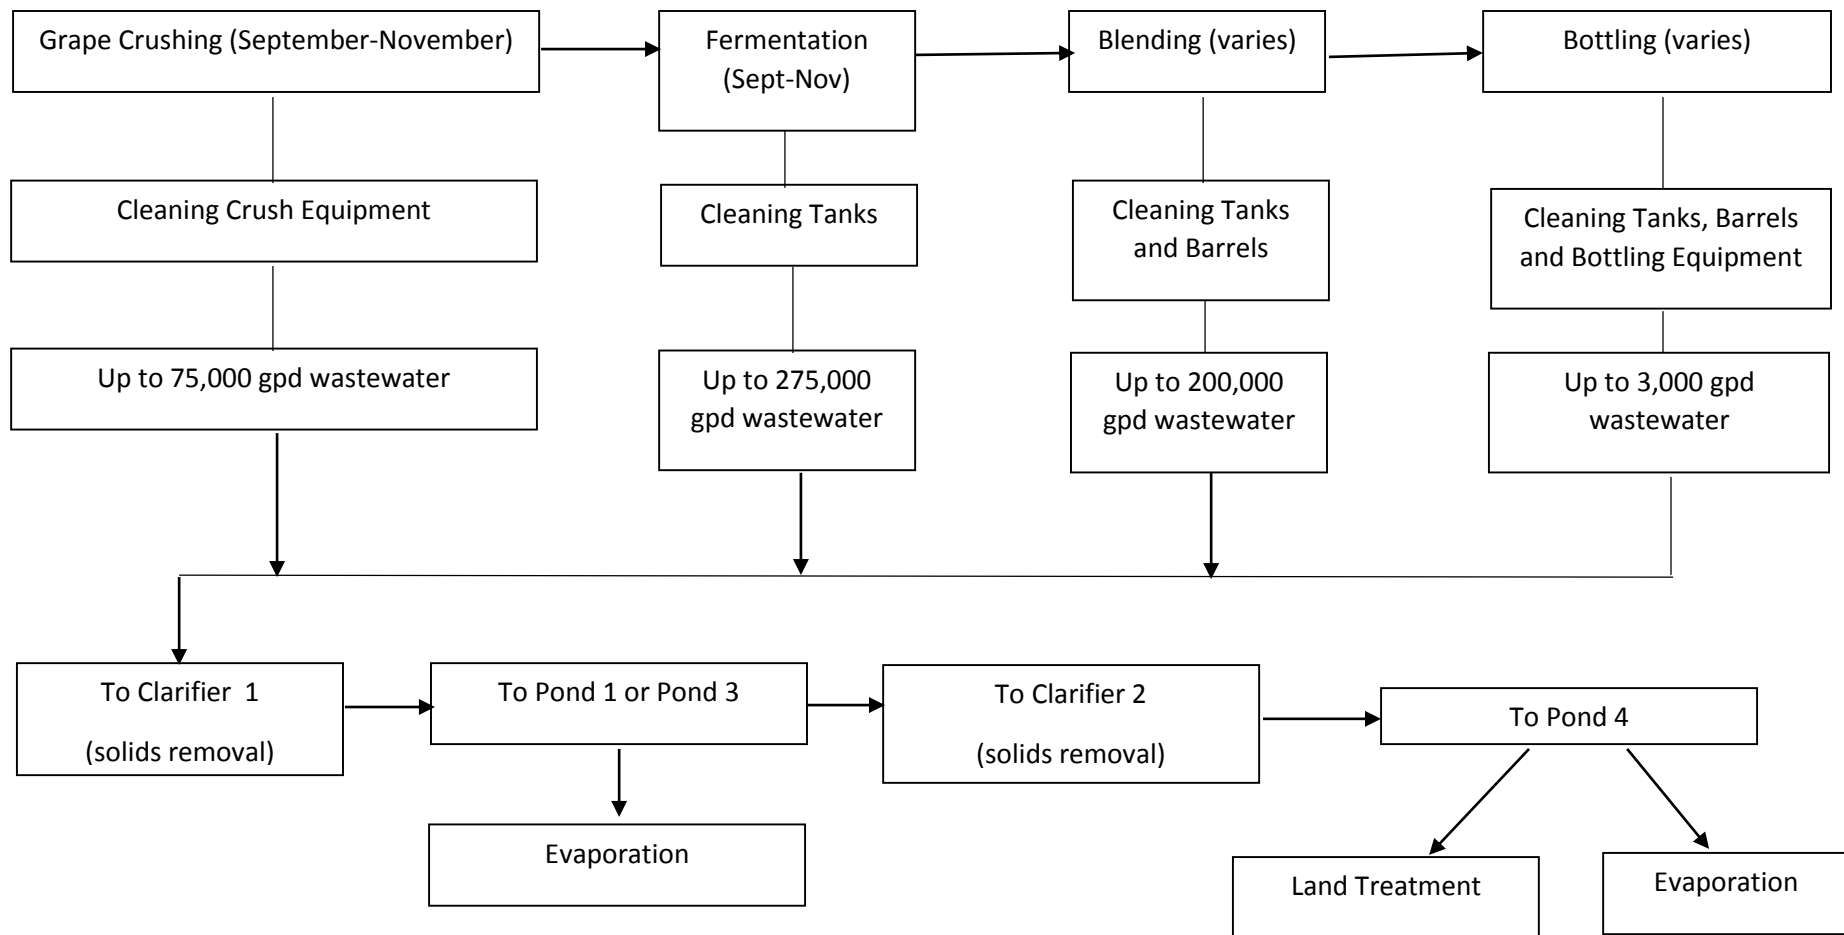 Grape Crushing (September-November)
Fermentation
(Sept-Nov)
Blending (varies)
Bottling (varies)
Cleaning Crush Equipment
Cleaning Tanks
Cleaning Tanks
and Barrels
Cleaning Tanks, Barrels
and Bottling Equipment
Up to 75,000 gpd wastewater
Up to 275,000
gpd wastewater
Up to 200,000
gpd wastewater
Up to 3,000 gpd
wastewater
To Clarifier 1
(solids removal)
To Pond 1 or Pond 3
To Clarifier 2
(solids removal)
To Pond 4
Evaporation
Land Treatment
Evaporation